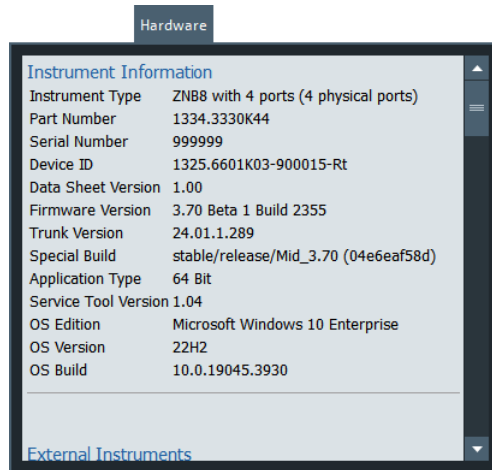 Hardware
Instrument Information
Instrument Type ZNB8 with 4 ports (4 physical ports)
Part Number 1334.3330K44
Serial Number 999999
Device ID 1325.6601K03-900015-Rt
Data Sheet Version 1.00
Firmware Version 3.70 Beta 1 Build 2355
Trunk Version 24.01.1.289
Special Build stable/release/Mid_3.70 (04e6eaf58d)
Application Type 64 Bit
Service Tool Version 1.04
OS Edition Microsoft Windows 10 Enterprise
OS Version 22H2
OS Build 10.0.19045.3930
External Instruments